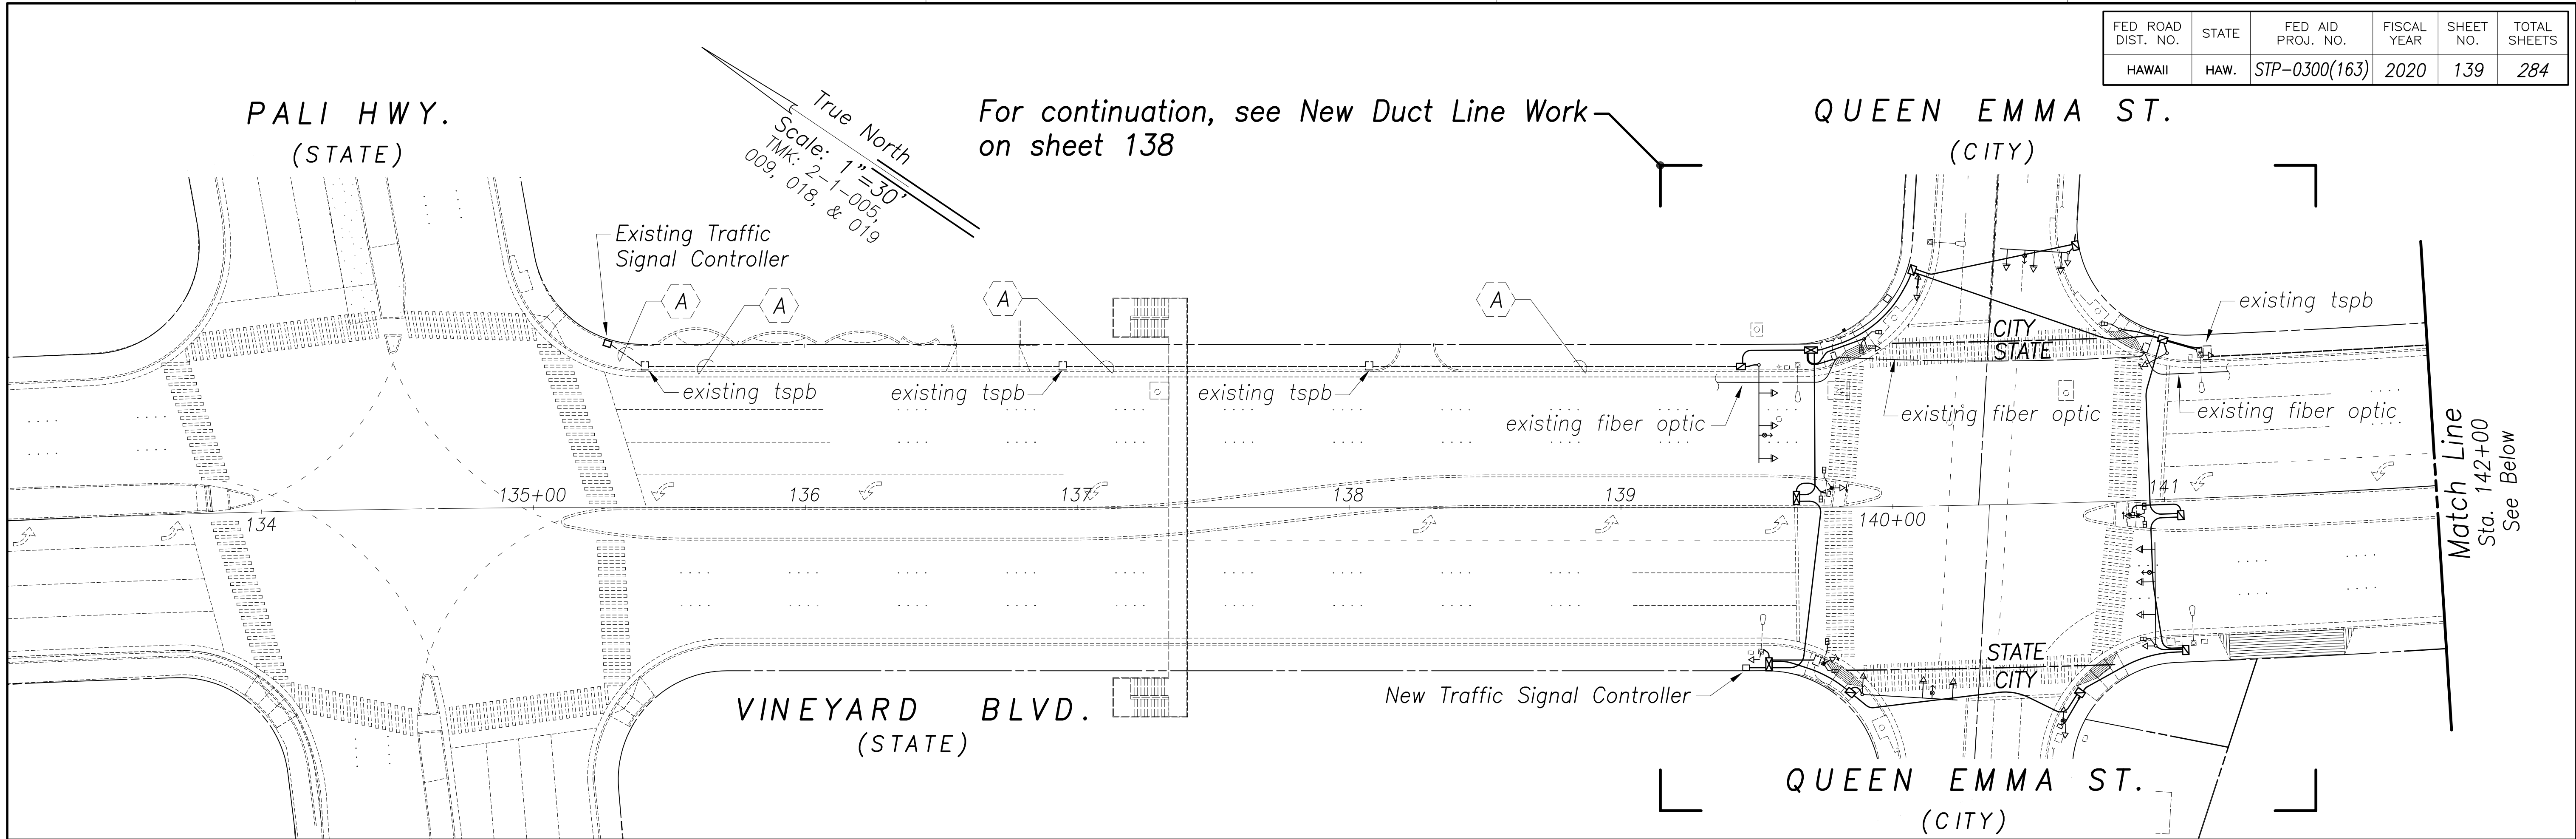 FED ROAD DIST. NO.
STATE
FED AID PROJ. NO.
FISCAL YEAR
SHEET NO.
TOTAL SHEETS
HAWAII
HAW.
STP-0300(163)
2020
139
284
PALI HWY.
(STATE)
True North
Scale: 1"=30'
TMK: 2-1-005,
009, 018, & 019
For continuation, see New Duct Line Work
on sheet 138
QUEEN EMMA ST.
(CITY)
Existing Traffic
Signal Controller
A
A
A
A
existing tspb
existing tspb
existing tspb
existing tspb
CITY
STATE
existing fiber optic
existing fiber optic
existing fiber optic
134
135+00
136
137
138
139
140+00
141
Match Line
Sta. 142+00
See Below
STATE
CITY
New Traffic Signal Controller
VINEYARD BLVD.
(STATE)
QUEEN EMMA ST.
(CITY)